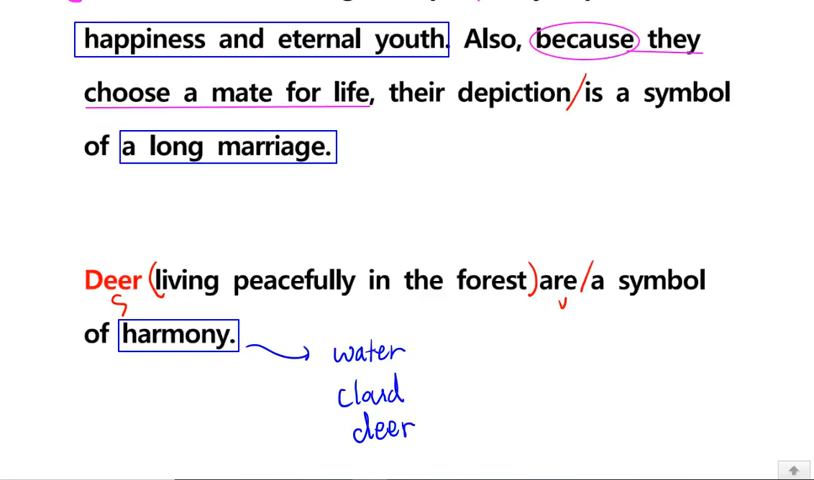 happiness and eternal youth. Also, because they
choose a mate for life, their depiction/is a symbol
of a long marriage.
Deer (living peacefully in the forest) are/a symbol
S
v
of harmony.
water
cloud
deer